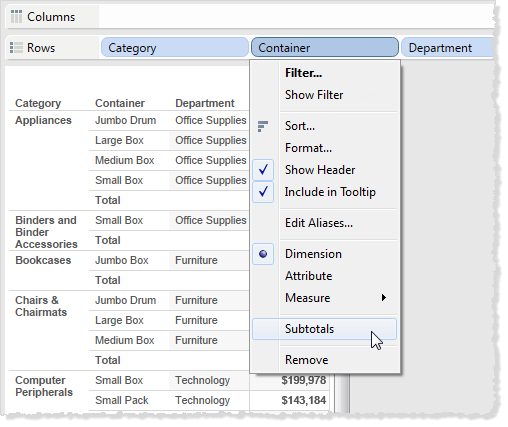 Columns
Rows Category Container Department
Filter...
Show Filter
Sort...
Format...
Show Header
Include in Tooltip
Edit Aliases...
Dimension
Attribute
Measure
Subtotals
Remove
Category Container Department
Appliances Jumbo Drum Office Supplies
Large Box Office Supplies
Medium Box Office Supplies
Small Box Office Supplies
Total
Binders and Small Box Office Supplies
Binder
Accessories Total
Bookcases Jumbo Box Furniture
Total
Chairs & Jumbo Drum Furniture
Chairmats
Large Box Furniture
Medium Box Furniture
Total
Computer Small Box Technology $199,978
Peripherals
Small Pack Technology $143,184